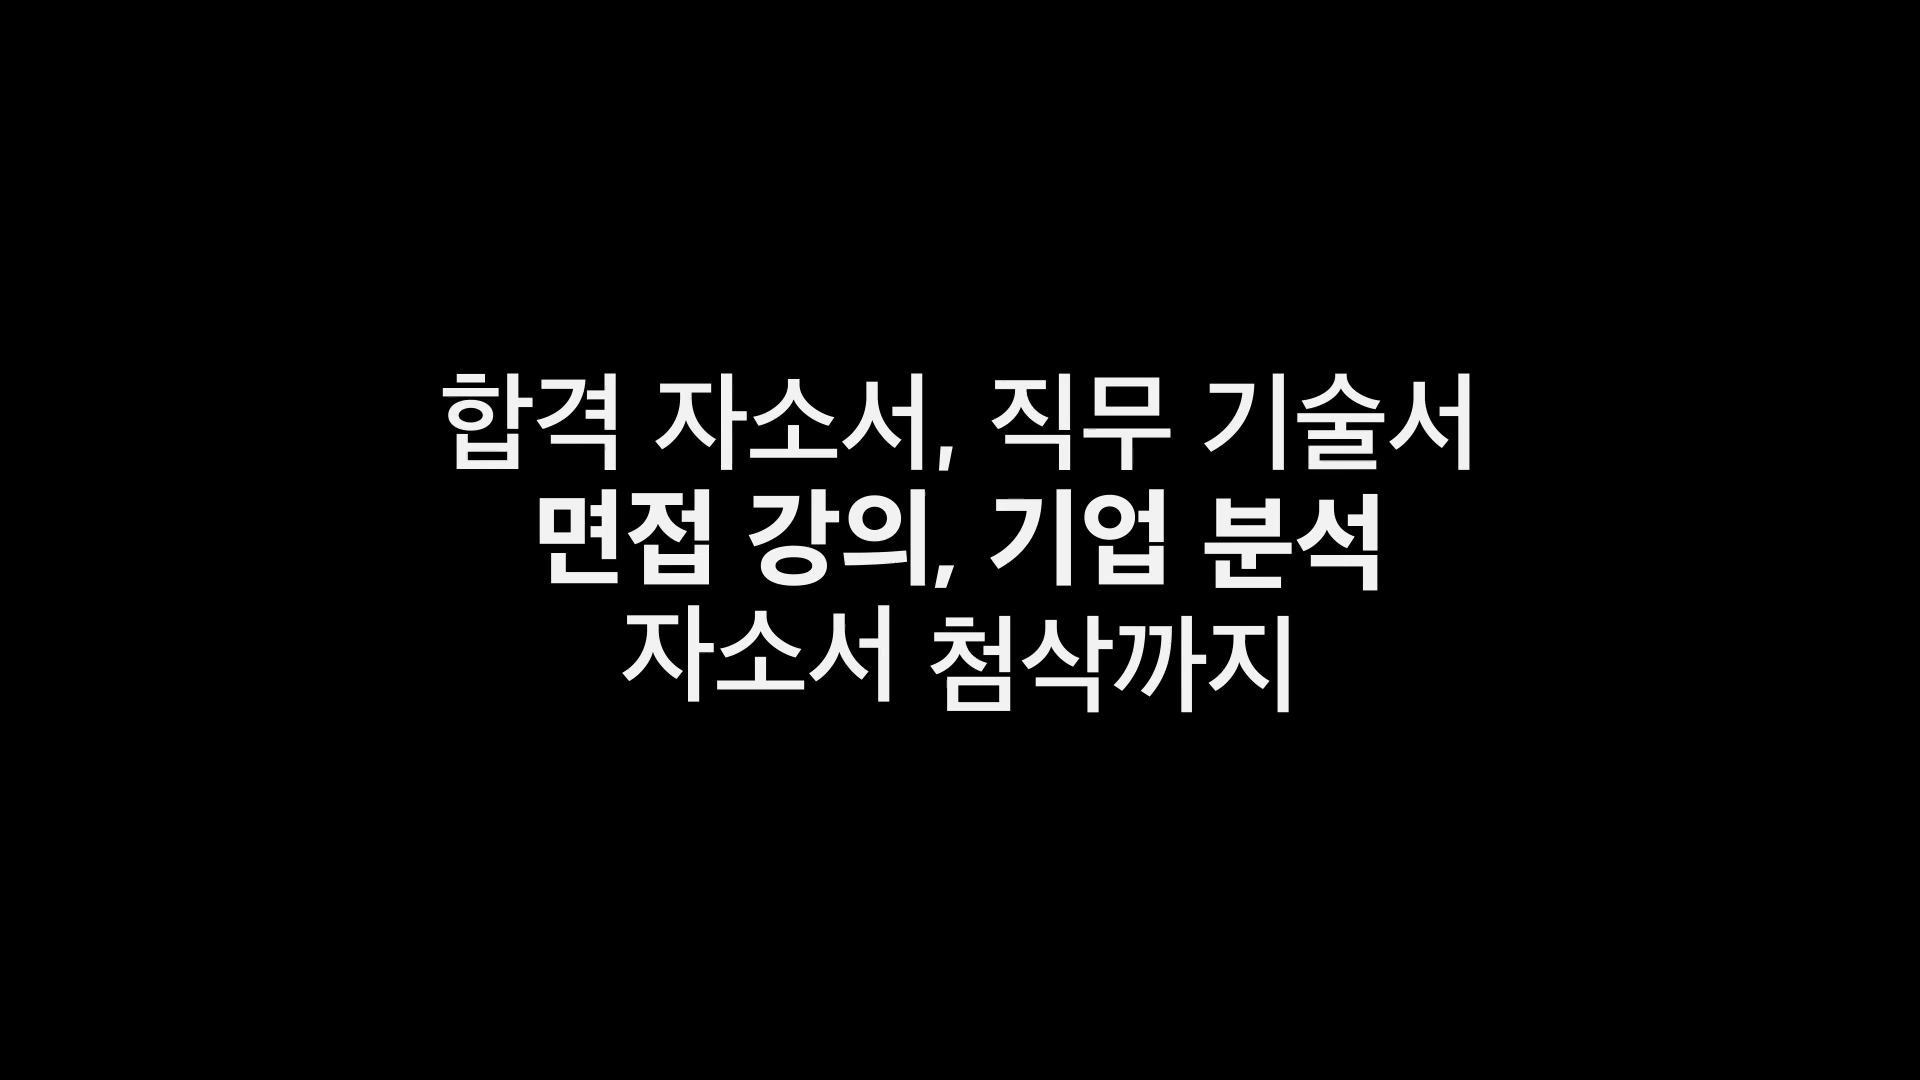 합격 자소서, 직무 기술서
면접 강의, 기업 분석
자소서 첨삭까지